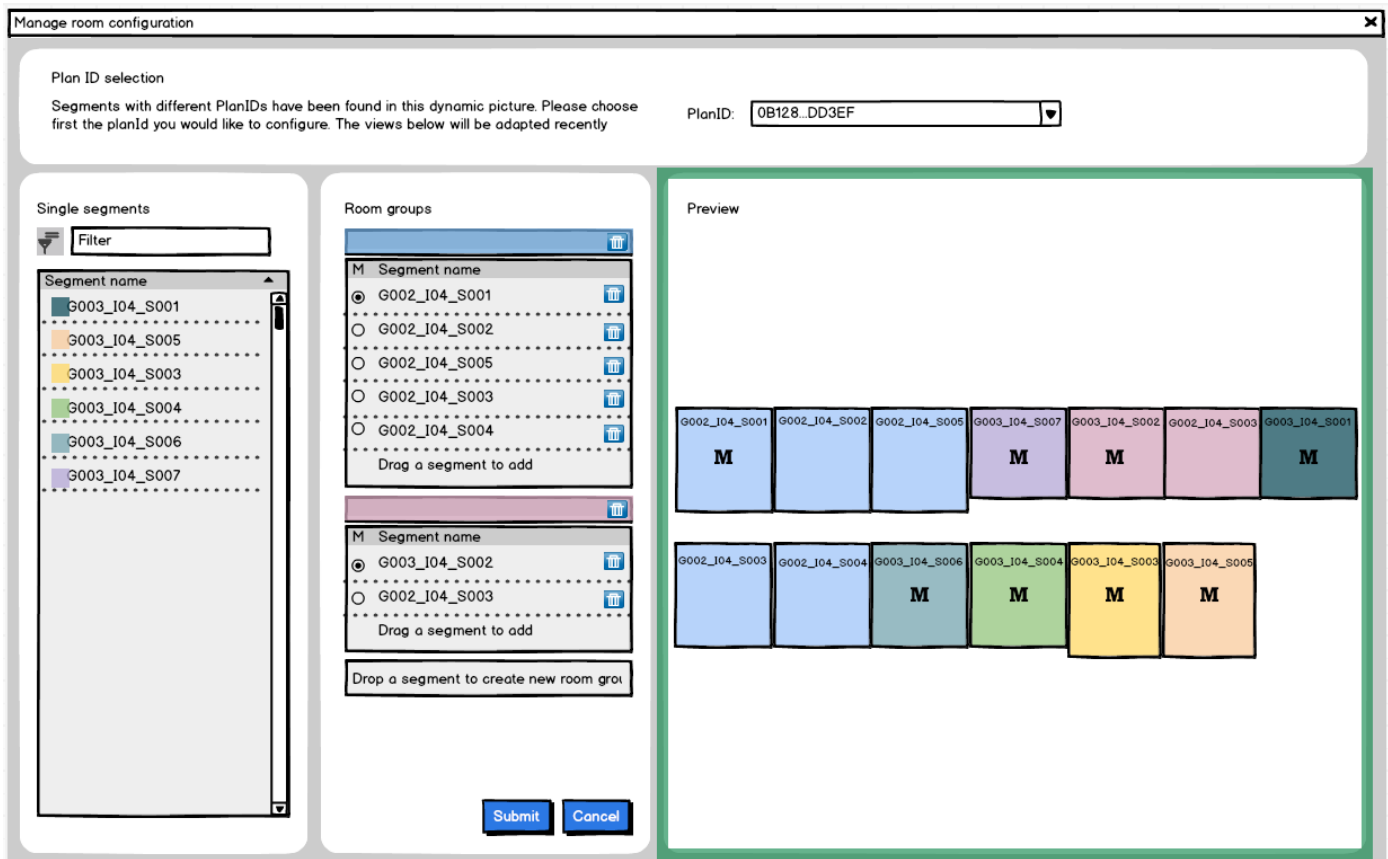 Manage room configuration
Plan ID selection
Segments with different PlanIDs have been found in this dynamic picture. Please choose
first the planId you would like to configure. The views below will be adapted recently
PlanID:
0B128...DD3EF
Single segments
Filter
Segment name
G003_I04_S001
G003_I04_S005
G003_I04_S003
G003_I04_S004
G003_I04_S006
G003_I04_S007
Room groups
M Segment name
G002_I04_S001
G002_I04_S002
G002_I04_S005
G002_I04_S003
G002_I04_S004
Drag a segment to add
M Segment name
G003_I04_S002
G002_I04_S003
Drag a segment to add
Drop a segment to create new room grou
Submit
Cancel
Preview
G002_I04_S001 G002_I04_S002 G002_I04_S005 G003_I04_S007 G003_I04_S002 G002_I04_S003 G003_I04_S001
M M M M
G002_I04_S003 G002_I04_S004 G003_I04_S006 G003_I04_S004 G003_I04_S003 G003_I04_S005
M M M M